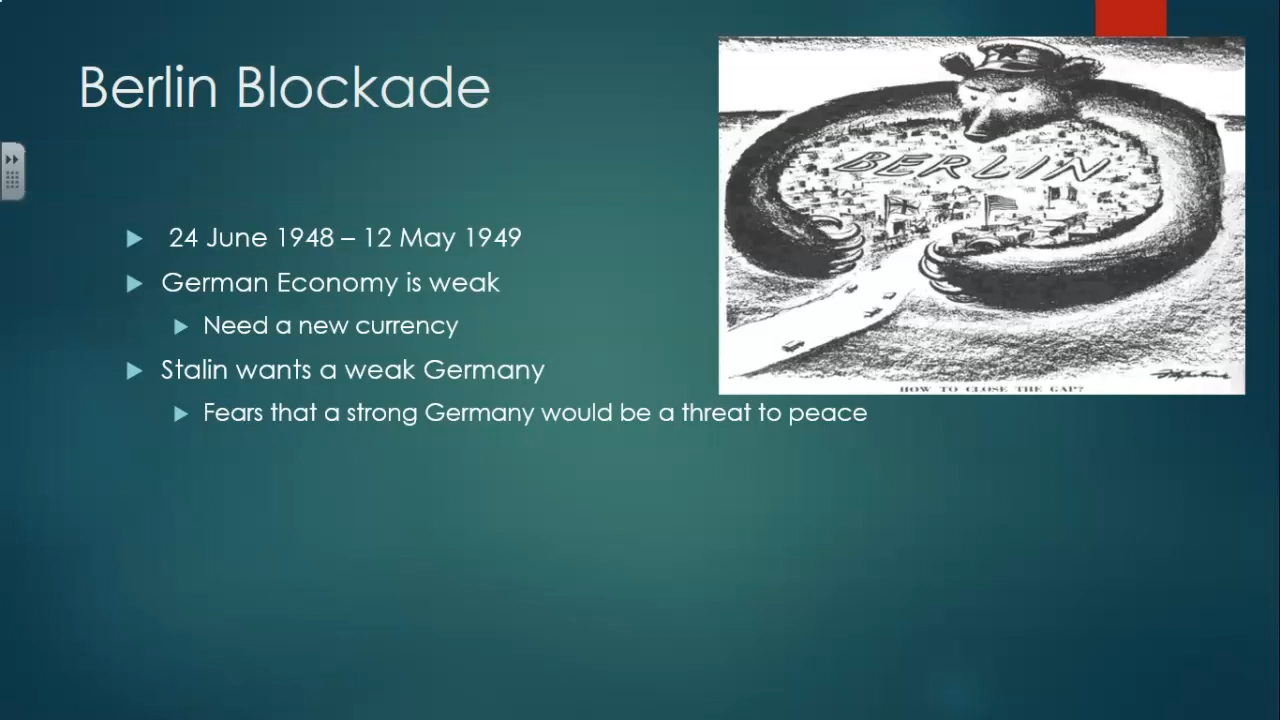 Berlin Blockade
24 June 1948 – 12 May 1949
German Economy is weak
Need a new currency
Stalin wants a weak Germany
Fears that a strong Germany would be a threat to peace
BERLIN
HOW TO CLOSE THE GAP?